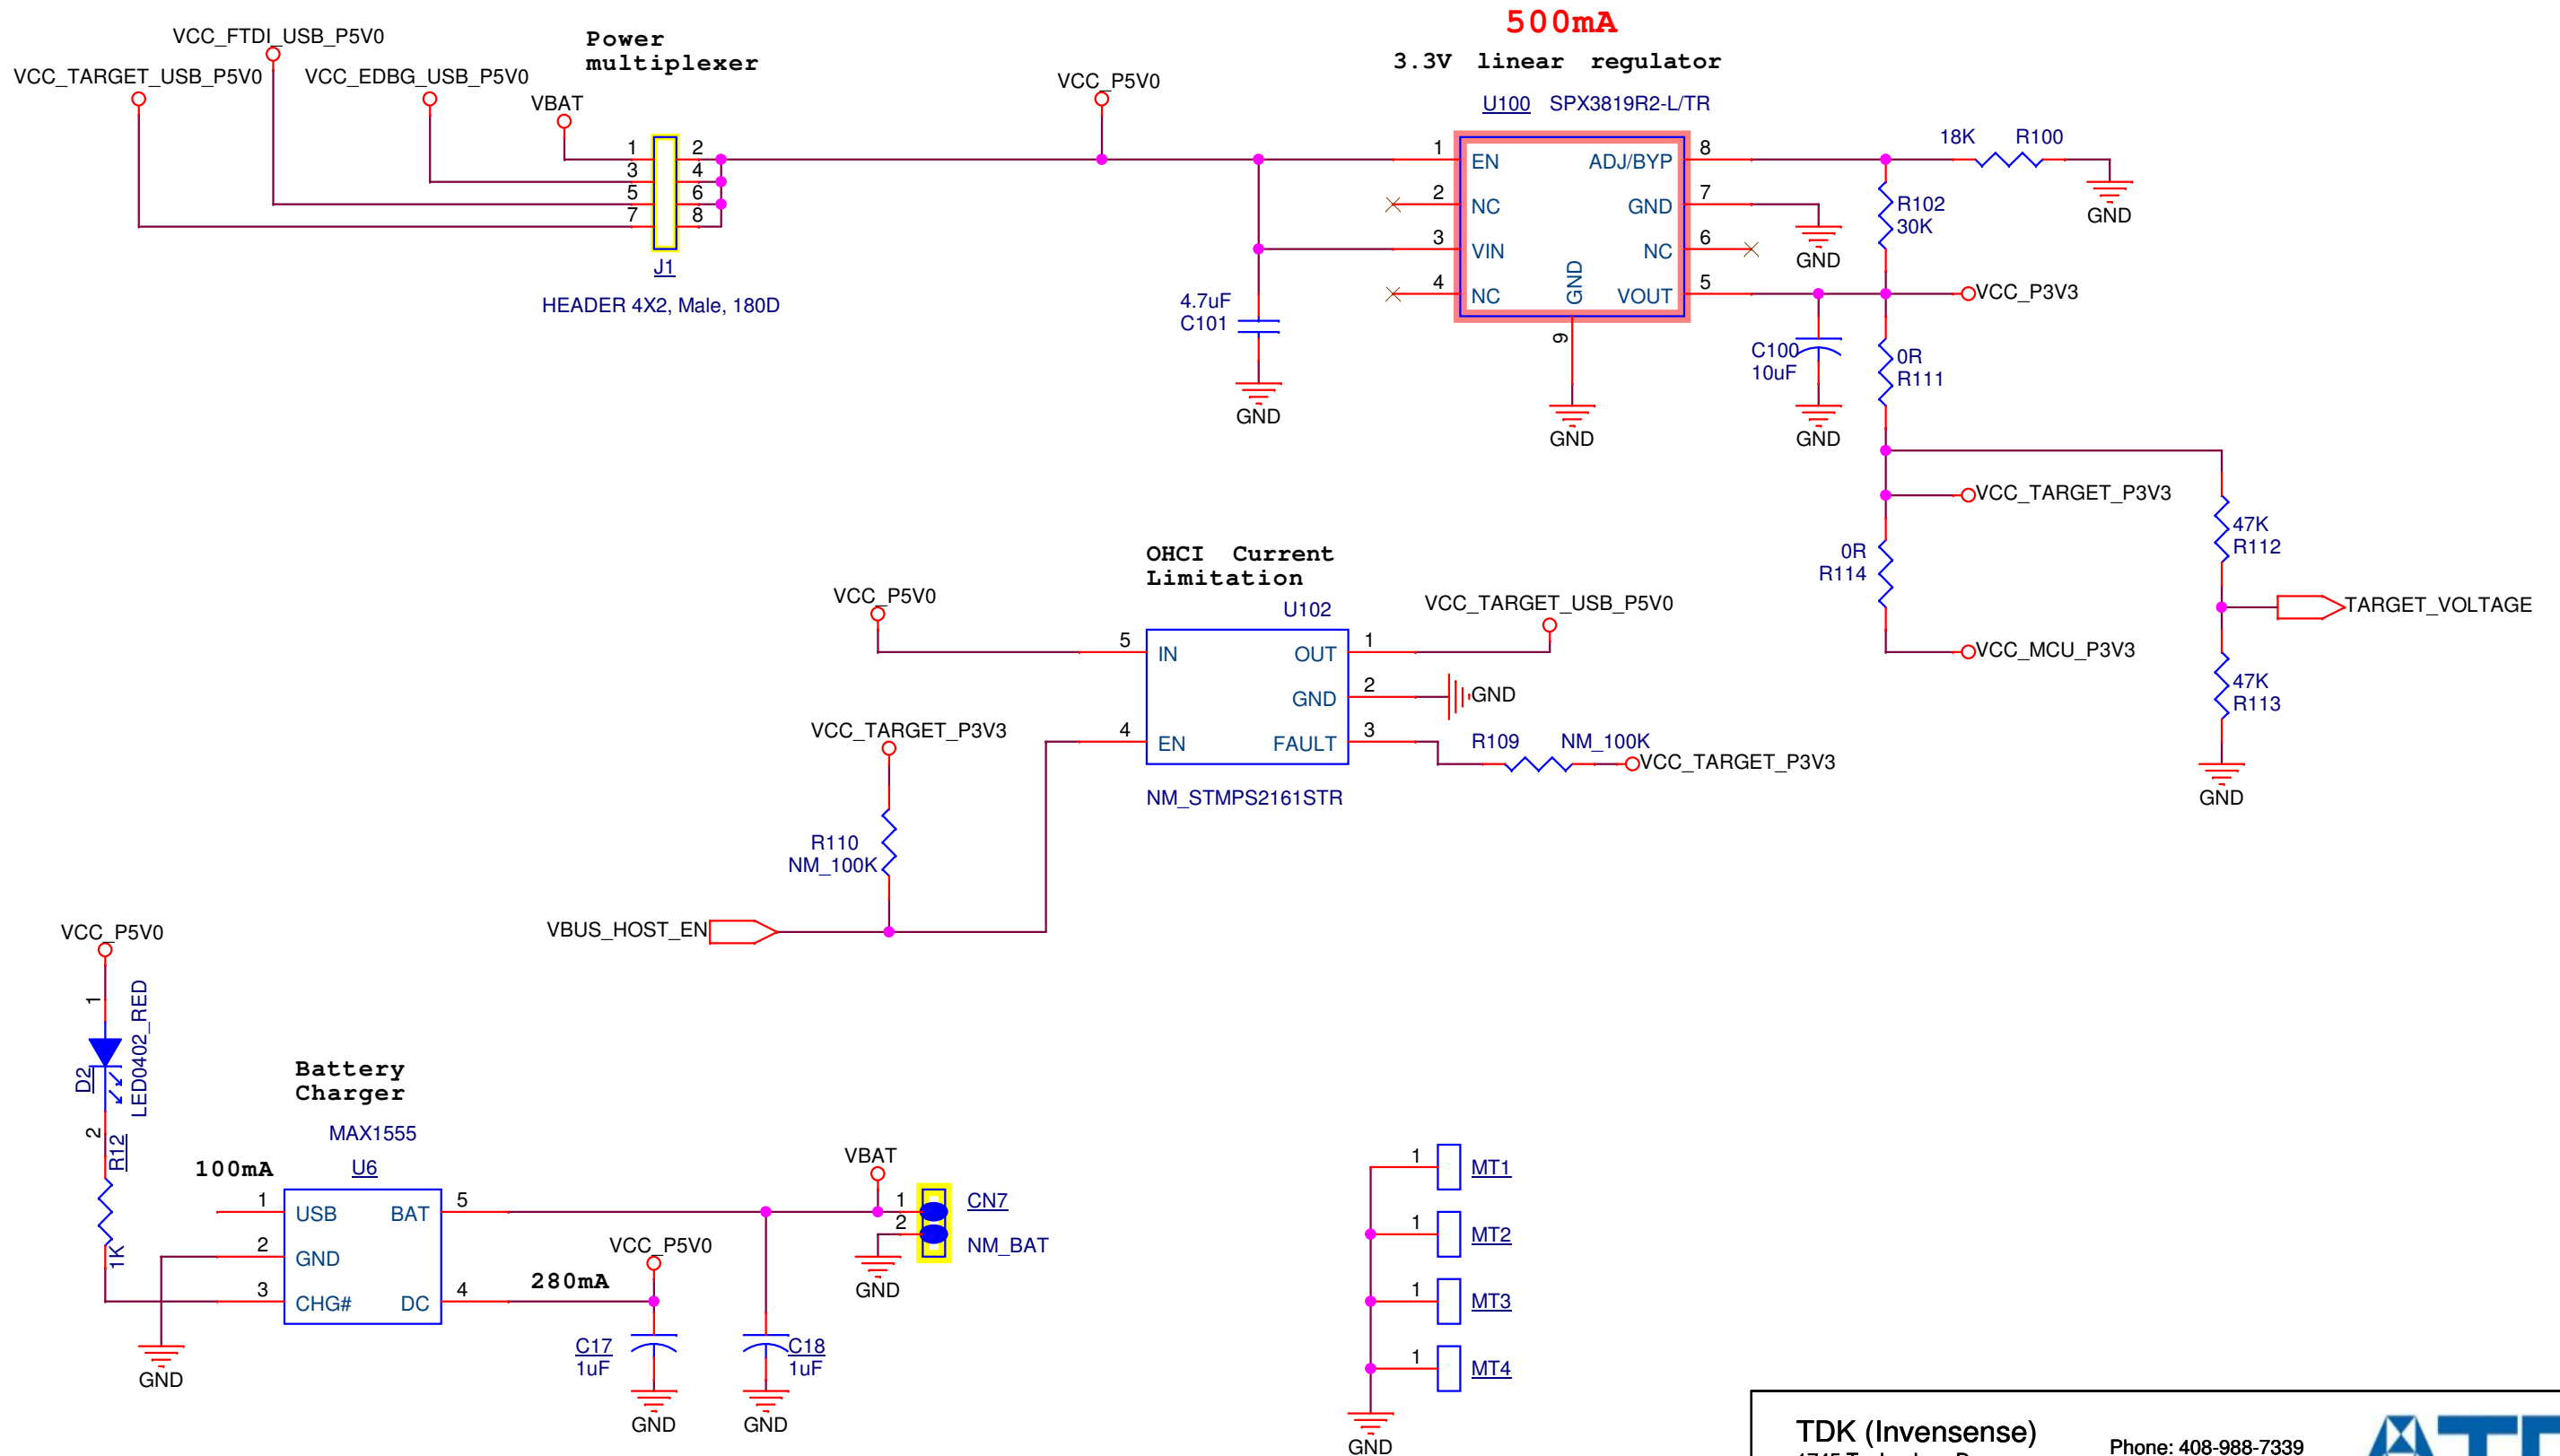 500mA
3.3V linear regulator
U100 SPX3819R2-L/TR
Power
multiplexer
VCC_FTDI_USB_P5V0
VCC_TARGET_USB_P5V0
VCC_EDBG_USB_P5V0
VBAT
1
3
5
7
2
4
6
8
J1
HEADER 4X2, Male, 180D
VCC_P5V0
4.7uF
C101
GND
1
2
3
4
EN
NC
VIN
NC
ADJ/BYP
GND
NC
VOUT
GND
8
7
6
5
9
GND
18K R100
GND
R102
30K
GND
VCC_P3V3
C100
10uF
GND
0R
R111
VCC_TARGET_P3V3
0R
R114
VCC_MCU_P3V3
47K
R112
TARGET_VOLTAGE
47K
R113
GND
OHCI Current
Limitation
U102
VCC_P5V0
VCC_TARGET_USB_P5V0
5
4
IN
EN
OUT
GND
FAULT
1
2
3
GND
R109 NM_100K
VCC_TARGET_P3V3
NM_STMPS2161STR
VCC_TARGET_P3V3
R110
NM_100K
VBUS_HOST_EN
VCC_P5V0
1
D2
LED0402_RED
2
R12
1K
Battery
Charger
MAX1555
U6
100mA
1
2
3
USB
GND
CHG#
BAT
DC
5
4
GND
280mA
VCC_P5V0
C17
1uF
GND
C18
1uF
GND
VBAT
1
2
CN7
NM_BAT
GND
1
MT1
1
MT2
1
MT3
1
MT4
GND
TDK (Invensense)
Phone: 408-988-7339